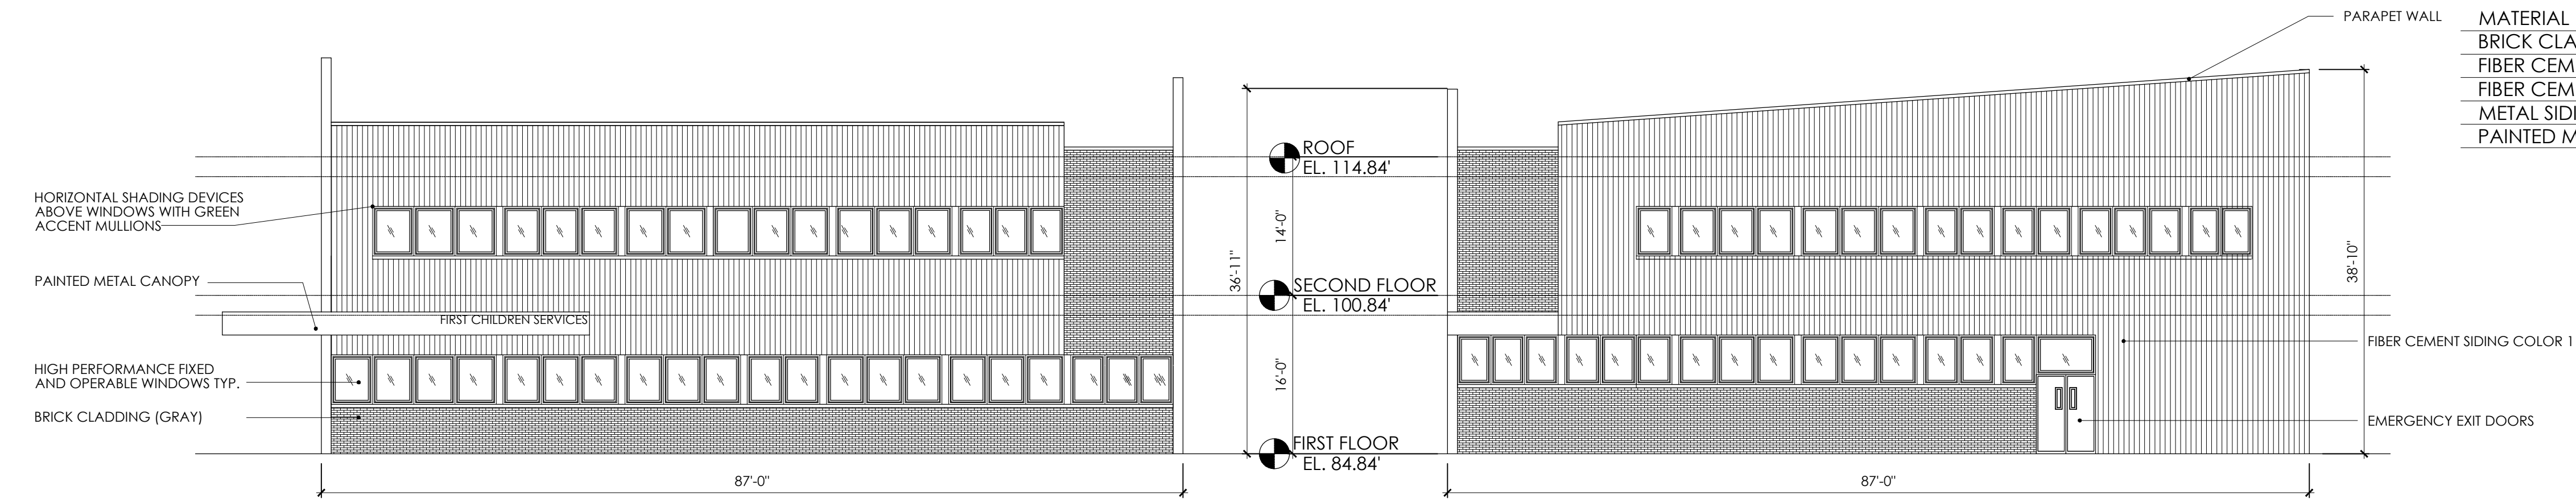 HORIZONTAL SHADING DEVICES
ABOVE WINDOWS WITH GREEN
ACCENT MULLIONS
PAINTED METAL CANOPY
HIGH PERFORMANCE FIXED
AND OPERABLE WINDOWS TYP.
BRICK CLADDING (GRAY)
FIRST CHILDREN SERVICES
87'-0"
36'-11"
ROOF
EL. 114.84'
14'-0"
SECOND FLOOR
EL. 100.84'
16'-0"
FIRST FLOOR
EL. 84.84'
87'-0"
PARAPET WALL
38'-10"
FIBER CEMENT SIDING COLOR 1
EMERGENCY EXIT DOORS
MATERIAL
BRICK CLA
FIBER CEM
FIBER CEM
METAL SIDI
PAINTED M